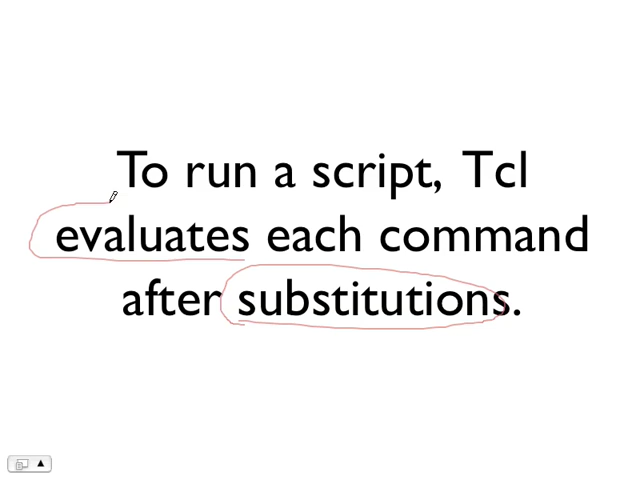 To run a script, Tcl
evaluates each command
after substitutions.